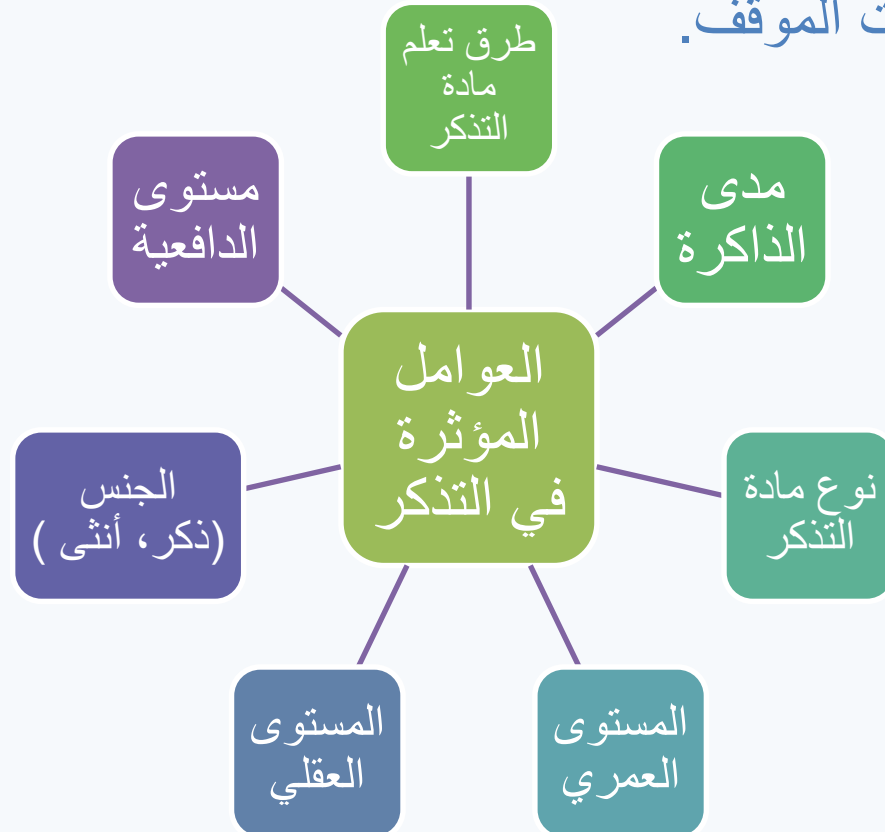 ت الموقف.
طرق تعلم
مادة
التذكر
مدى
الذاكرة
نوع مادة
التذكر
المستوى
العمري
المستوى
العقلي
الجنس
(ذكر، أنثى )
مستوى
الدافعية
العوامل
المؤثرة
في التذكر